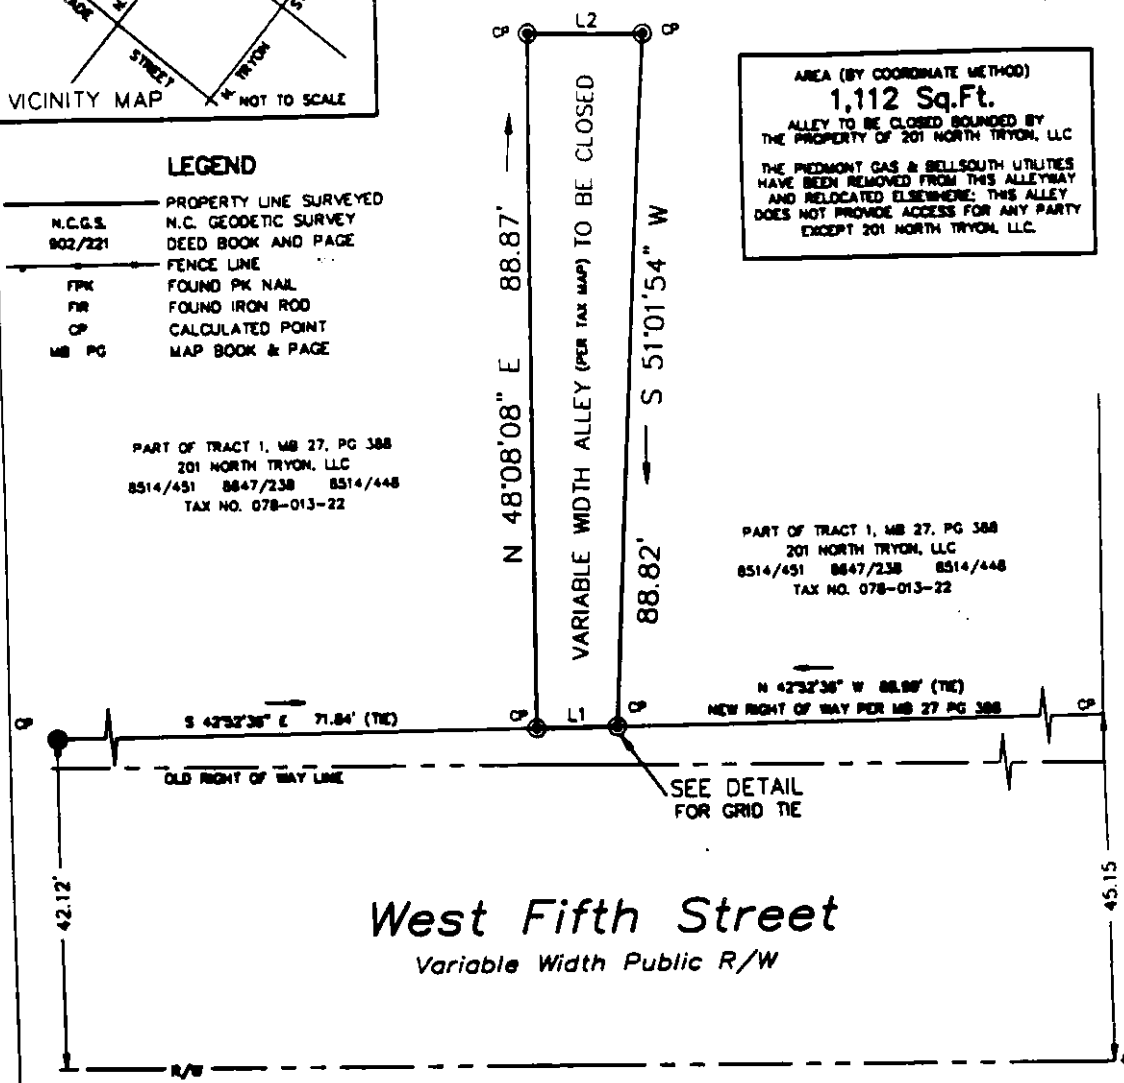 STREET
N. TRYON
VICINITY MAP
NOT TO SCALE
LEGEND
PROPERTY LINE SURVEYED
N.C.G.S. N.C. GEODETIC SURVEY
902/221 DEED BOOK AND PAGE
FENCE LINE
FPK FOUND PK NAIL
FIR FOUND IRON ROD
CP CALCULATED POINT
MB PG MAP BOOK & PAGE
CP L2 CP
AREA (BY COORDINATE METHOD)
1,112 Sq.Ft.
ALLEY TO BE CLOSED BOUNDED BY
THE PROPERTY OF 201 NORTH TRYON, LLC
THE PIEDMONT GAS & BELLSOUTH UTILITIES
HAVE BEEN REMOVED FROM THIS ALLEYWAY
AND RELOCATED ELSEWHERE; THIS ALLEY
DOES NOT PROVIDE ACCESS FOR ANY PARTY
EXCEPT 201 NORTH TRYON, LLC.
N 48°08'08" E 88.87'
VARIABLE WIDTH ALLEY (PER TAX MAP) TO BE CLOSED
S 51°01'54" W
88.82'
PART OF TRACT 1, MB 27, PG 388
201 NORTH TRYON, LLC
8514/451 8647/238 8514/448
TAX NO. 078-013-22
PART OF TRACT 1, MB 27, PG 388
201 NORTH TRYON, LLC
8514/451 8647/238 8514/448
TAX NO. 078-013-22
CP
S 42°52'36" E 71.84' (TIE)
CP L1 CP
N 42°52'36" W (TIE)
NEW RIGHT OF WAY PER MB 27 PG 388
CP
OLD RIGHT OF WAY LINE
SEE DETAIL
FOR GRID TIE
42.12'
45.15
West Fifth Street
Variable Width Public R/W
R/W